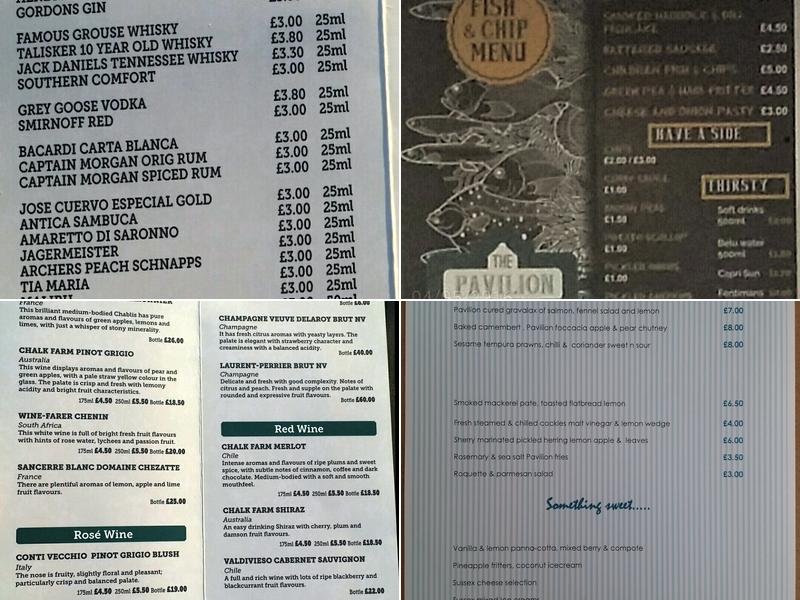 GORDONS GIN
FAMOUS GROUSE WHISKY £3.00 25ml
TALISKER 10 YEAR OLD WHISKY £3.80 25ml
JACK DANIELS TENNESSEE WHISKY £3.30 25ml
SOUTHERN COMFORT £3.00 25ml
GREY GOOSE VODKA £3.80 25ml
SMIRNOFF RED £3.00 25ml
BACARDI CARTA BLANCA £3.00 25ml
CAPTAIN MORGAN ORIG RUM £3.00 25ml
CAPTAIN MORGAN SPICED RUM £3.00 25ml
JOSE CUERVO ESPECIAL GOLD £3.00 25ml
ANTICA SAMBUCA £3.00 25ml
AMARETTO DI SARONNO £3.00 25ml
JAGERMEISTER £3.00 25ml
ARCHERS PEACH SCHNAPPS £3.00 25ml
TIA MARIA £3.00 25ml
FISH
& CHIP
MENU
THE
PAVILION
£4.50
BATTERED SAUSAGE £2.50
CHILDREN FISH & CHIPS £5.00
GREEN PEA & HAM FRITTER £4.50
CHEESE AND ONION PASTY £3.00
HAVE A SIDE
£2.00 / £3.00
£1.00
£1.50
£1.50
£1.00
THIRSTY
Soft drinks
500ml
Belu water
500ml
Capri Sun
Fentimans
France
This brilliant medium-bodied Chablis has pure
aromas and flavours of green apples, lemons and
limes, with just a whisper of stony minerality.
Bottle £26.00
CHALK FARM PINOT GRIGIO
Australia
This wine displays aromas and flavours of pear and
green apples, with a pale straw yellow colour in the
glass. The palate is crisp and fresh with lemony
acidity and bright fruit characteristics.
175ml £4.50 250ml £5.50 Bottle £18.50
WINE-FARER CHENIN
South Africa
This white wine is full of bright fresh fruit flavours
with hints of rose water, lychees and passion fruit.
175ml £4.50 250ml £5.50 Bottle £20.00
SANCERRE BLANC DOMAINE CHEZATTE
France
There are plentiful aromas of lemon, apple and lime
fruit flavours.
Bottle £25.00
Rosé Wine
CONTI VECCHIO PINOT GRIGIO BLUSH
Italy
The nose is fruity, slightly floral and pleasant;
particularly crisp and balanced palate.
175ml £4.50 250ml £5.50 Bottle £19.00
CHAMPAGNE VEUVE DELAROY BRUT NV
Champagne
It has fresh citrus aromas with yeasty layers. The
palate is elegant with strawberry character and
creaminess with a balanced acidity.
Bottle £40.00
LAURENT-PERRIER BRUT NV
Champagne
Delicate and fresh with good complexity. Notes of
citrus and peach. Fresh and supple on the palate with
rounded and expressive fruit flavours.
Bottle £60.00
Red Wine
CHALK FARM MERLOT
Chile
Intense aromas and flavours of ripe plums and sweet
spice, with subtle notes of cinnamon, coffee and dark
chocolate. Medium-bodied with a soft and smooth
mouthfeel.
175ml £4.50 250ml £5.50 Bottle £18.50
CHALK FARM SHIRAZ
Australia
An easy drinking Shiraz with cherry, plum and
damson fruit flavours.
175ml £4.50 250ml £5.50 Bottle £18.50
VALDIVIESO CABERNET SAUVIGNON
Chile
A full and rich wine with lots of ripe blackberry and
blackcurrant fruit flavours.
Bottle £22.00
Pavilion cured gravalax of salmon, fennel salad and lemon £7.00
Baked camembert . Pavilion foccacia apple & pear chutney £8.00
Sesame tempura prawns, chilli & coriander sweet n sour £8.00
Smoked mackerel pate, toasted flatbread lemon £6.50
Fresh steamed & chilled cockles malt vinegar & lemon wedge £4.00
Sherry marinated pickled herring lemon apple & leaves £6.00
Rosemary & sea salt Pavilion fries £3.50
Roquette & parmesan salad £3.00
Something sweet.....
Vanilla & lemon panna-cotta, mixed berry & compote
Pineapple fritters, coconut icecream
Sussex cheese selection